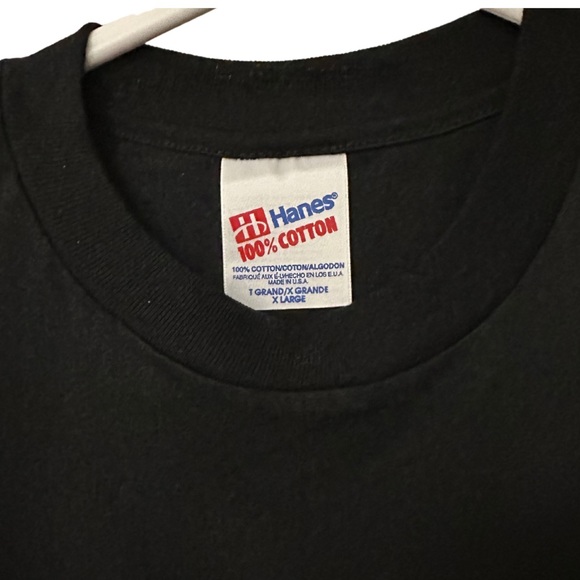 Hanes®
100% COTTON
100% COTTON/COTON/ALGODON
FABRIQUÉ AUX É-U/HECHO EN LOS E.U.A.
MADE IN U.S.A.
T GRAND/X GRANDE
X LARGE